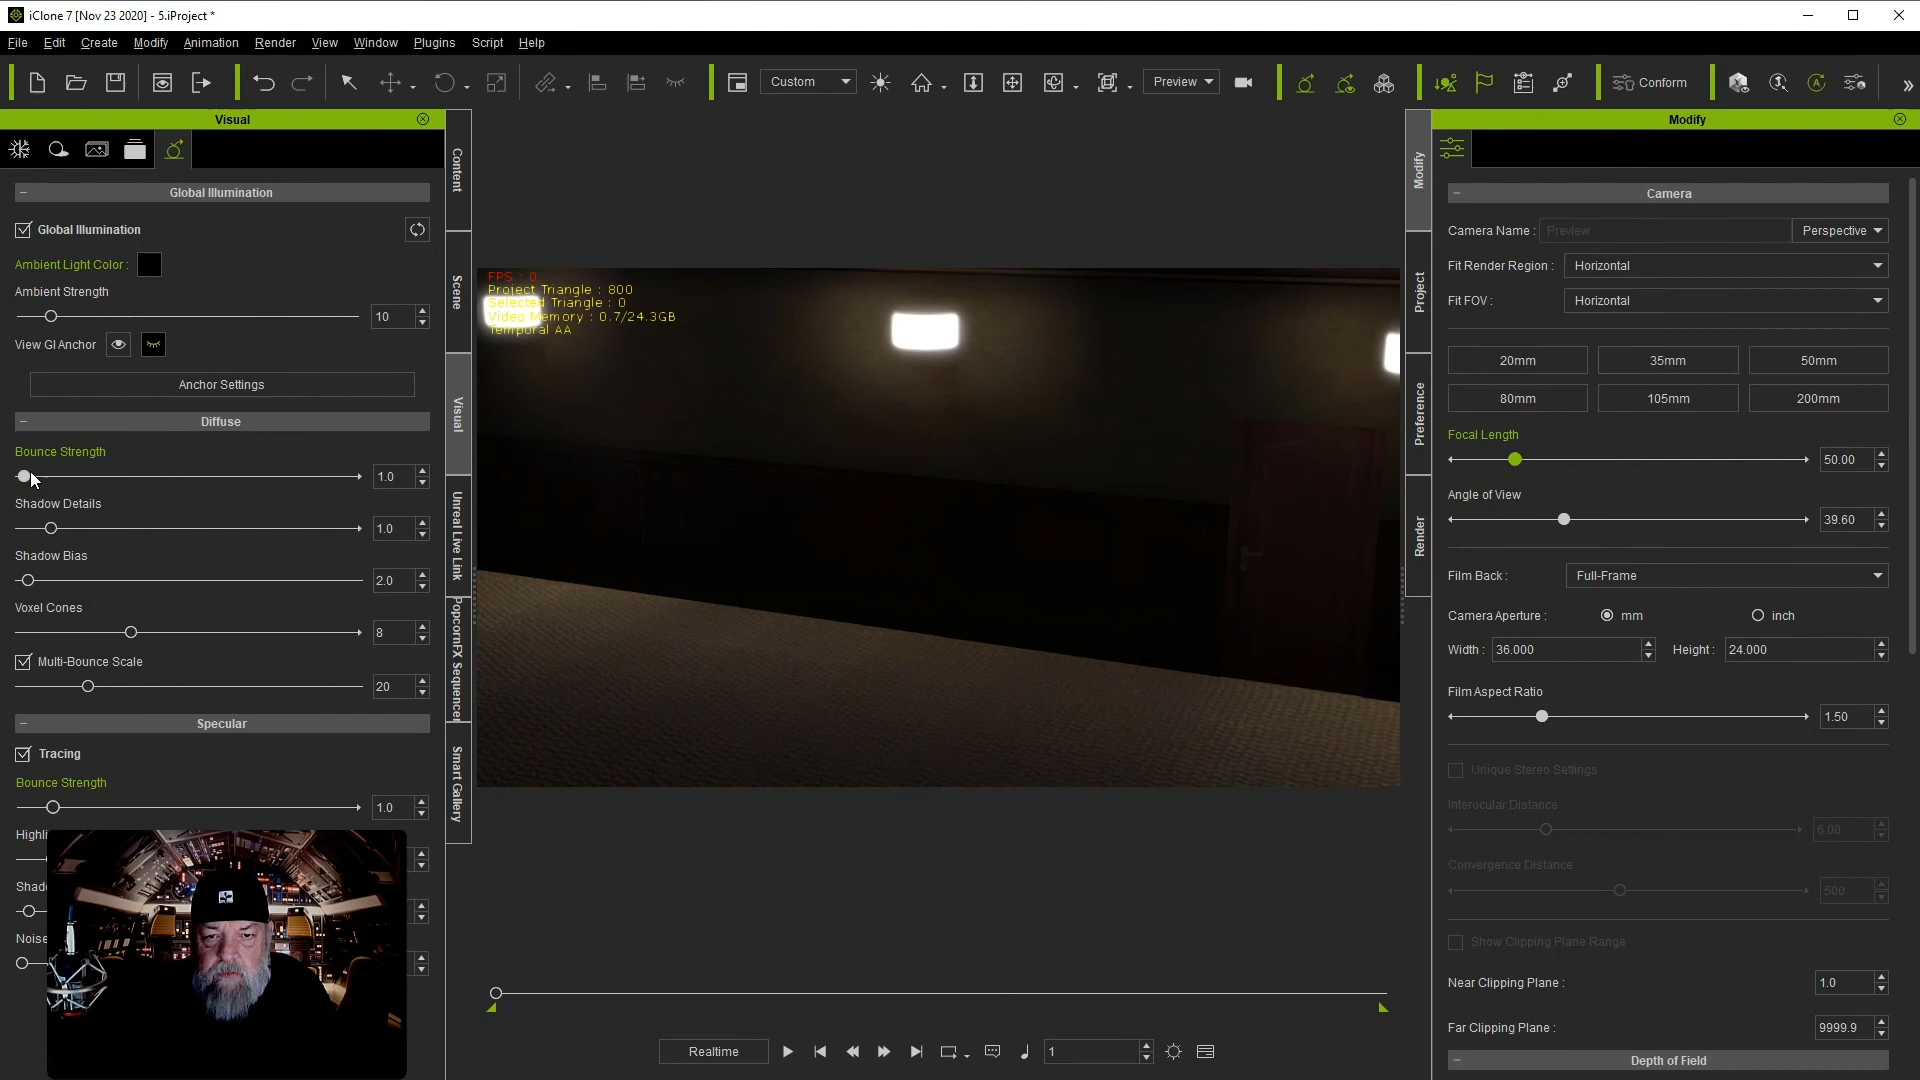 iClone 7 [Nov 23 2020] - 5.iProject *
File Edit Create Modify Animation Render View Window Plugins Script Help
Custom Preview Conform
Visual
Global Illumination
Global Illumination
Ambient Light Color :
Ambient Strength
10
View GI Anchor
Anchor Settings
Diffuse
Bounce Strength
1.0
Shadow Details
1.0
Shadow Bias
2.0
Voxel Cones
8
Multi-Bounce Scale
20
Specular
Tracing
Bounce Strength
1.0
Highli
Shad
Noise
Content
Scene
Visual
Unreal Live Link
PopcornFX Sequencer
Smart Gallery
FPS : 0
Project Triangle : 800
Selected Triangle : 0
Video Memory : 0.7/24.3GB
Temporal AA
Realtime
1
Modify
Project
Preference
Render
Modify
Camera
Camera Name : Preview Perspective
Fit Render Region : Horizontal
Fit FOV : Horizontal
20mm 35mm 50mm
80mm 105mm 200mm
Focal Length
50.00
Angle of View
39.60
Film Back : Full-Frame
Camera Aperture : mm inch
Width : 36.000 Height : 24.000
Film Aspect Ratio
1.50
Unique Stereo Settings
Interocular Distance
6.00
Convergence Distance
500
Show Clipping Plane Range
Near Clipping Plane : 1.0
Far Clipping Plane : 9999.9
Depth of Field